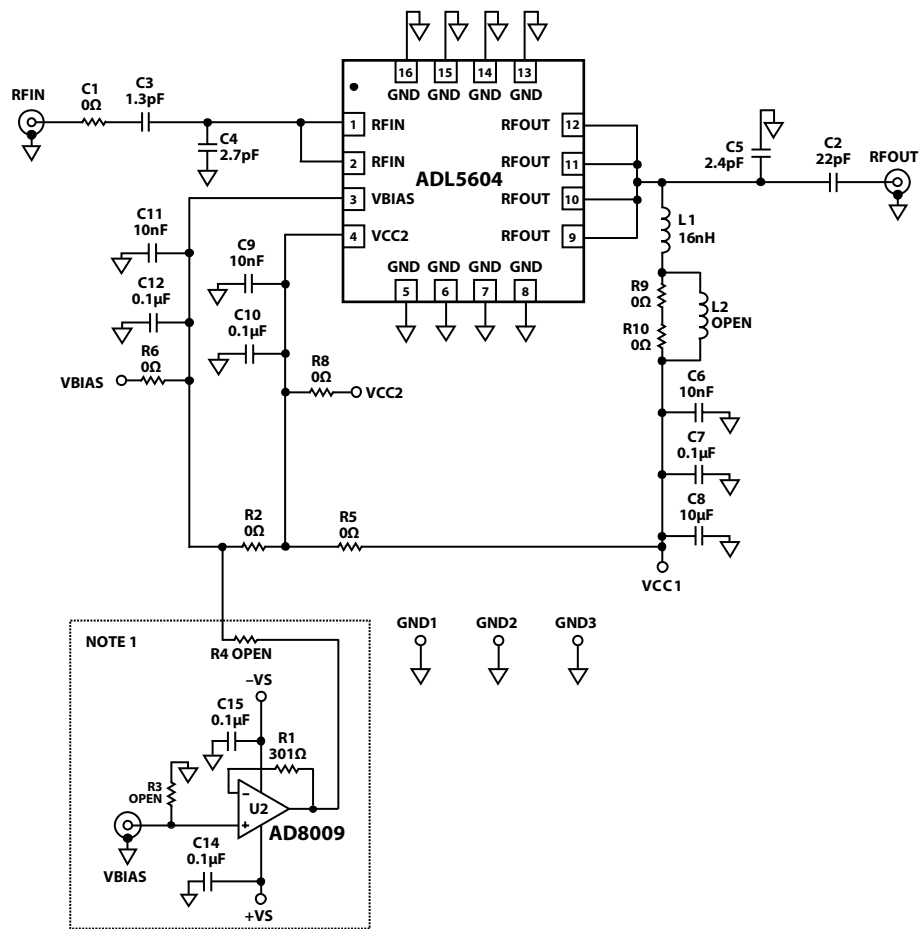 16
15
14
13
GND
GND
GND
GND
RFIN
C1
0Ω
C3
1.3pF
C4
2.7pF
1
RFIN
2
RFIN
3
VBIAS
4
VCC2
ADL5604
RFOUT
12
RFOUT
11
RFOUT
10
RFOUT
9
C5
2.4pF
C2
22pF
RFOUT
GND
GND
GND
GND
5
6
7
8
C11
10nF
C12
0.1µF
R6
0Ω
VBIAS
C9
10nF
C10
0.1µF
R8
0Ω
VCC2
L1
16nH
R9
0Ω
R10
0Ω
L2
OPEN
C6
10nF
C7
0.1µF
C8
10µF
R2
0Ω
R5
0Ω
VCC1
NOTE 1
R4 OPEN
GND1
GND2
GND3
–VS
C15
0.1µF
R1
301Ω
R3
OPEN
–
U2
+
AD8009
VBIAS
C14
0.1µF
+VS